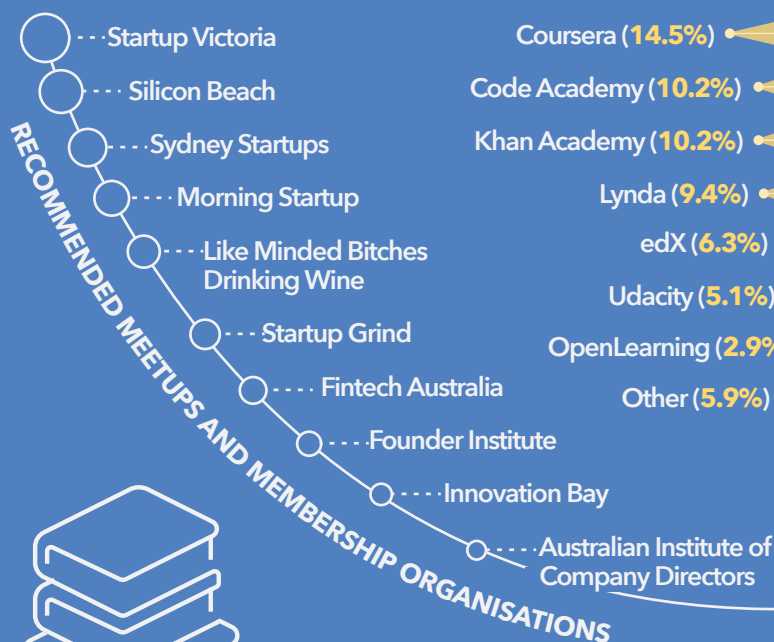 Startup Victoria
Silicon Beach
Sydney Startups
Morning Startup
Like Minded Bitches
Drinking Wine
Startup Grind
Fintech Australia
Founder Institute
Innovation Bay
Australian Institute of
Company Directors
RECOMMENDED MEETUPS AND MEMBERSHIP ORGANISATIONS
Coursera (14.5%)
Code Academy (10.2%)
Khan Academy (10.2%)
Lynda (9.4%)
edX (6.3%)
Udacity (5.1%)
OpenLearning (2.9%
Other (5.9%)